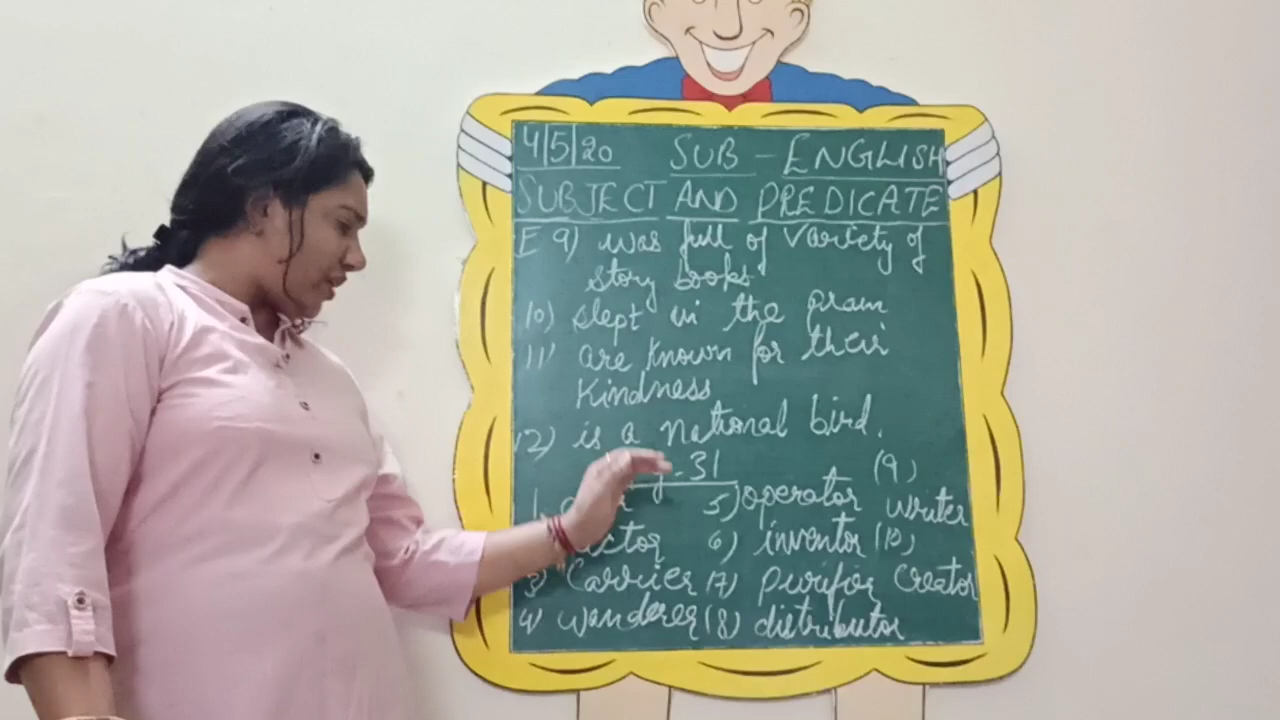 4/5/20 SUB - ENGLISH
SUBJECT AND PREDICATE
E 9) was full of variety of
story books
10) slept in the pram
11) are known for their
kindness
12) is a national bird.
31
1. 5) operator (9) writer
6) inventor (10) creator
3) Carrier 7) purifor
4) wanderer (8) distributor